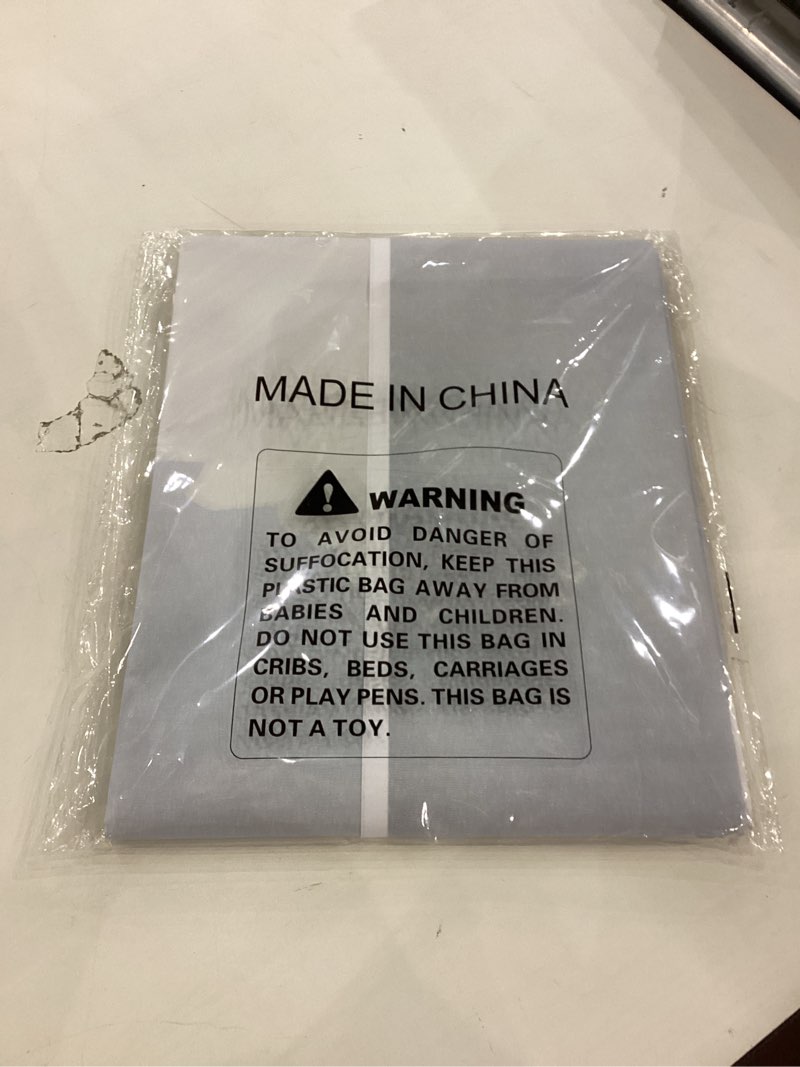 MADE IN CHINA
WARNING
TO AVOID DANGER OF
SUFFOCATION, KEEP THIS
PLASTIC BAG AWAY FROM
BABIES AND CHILDREN.
DO NOT USE THIS BAG IN
CRIBS, BEDS, CARRIAGES
OR PLAY PENS. THIS BAG IS
NOT A TOY.